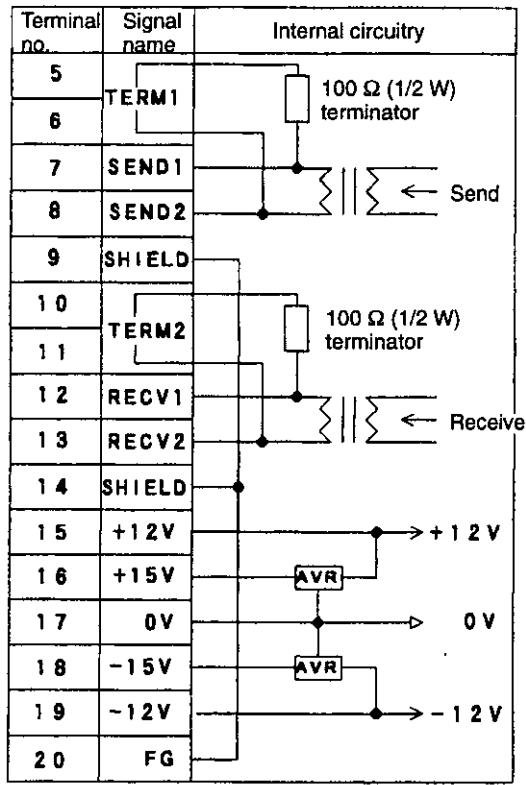 Terminal no. Signal name Internal circuitry
5 TERM1 100 Ω (1/2 W)
6 terminator
7 SEND1
8 SEND2 Send
9 SHIELD
10 TERM2 100 Ω (1/2 W)
11 terminator
12 RECV1
13 RECV2 Receive
14 SHIELD
15 +12V +12V
16 +15V AVR
17 0V 0V
18 -15V AVR
19 -12V -12V
20 FG